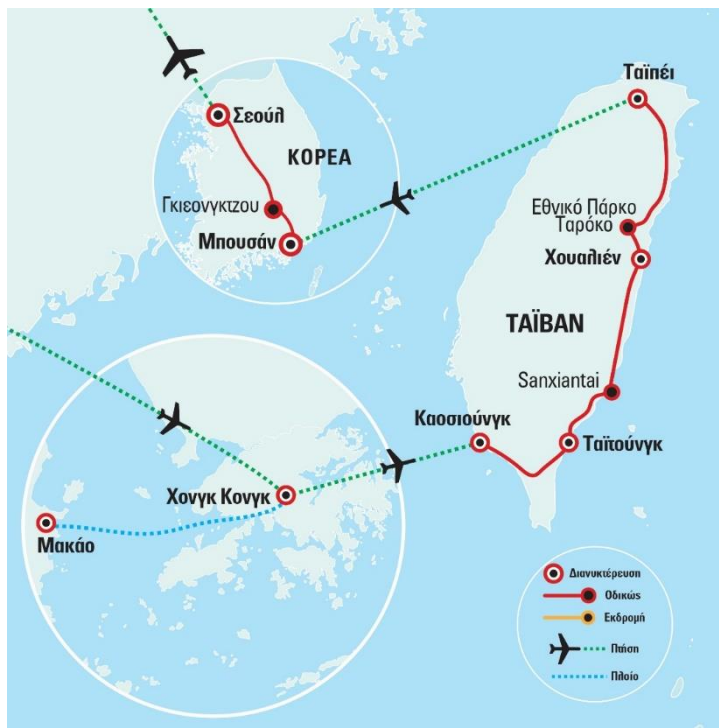 Ταϊπέι
Σεούλ
ΚΟΡΕΑ
Γκιεονγκτζου
Μπουσάν
Εθνικό Πάρκο
Ταρόκο
Χουαλιέν
ΤΑΪΒΑΝ
Sanxiantai
Καοσιούνγκ
Ταϊτούνγκ
Χονγκ Κονγκ
Μακάο
Διανυκτέρευση
Οδικώς
Εκδρομή
Πτήση
Πλοίο